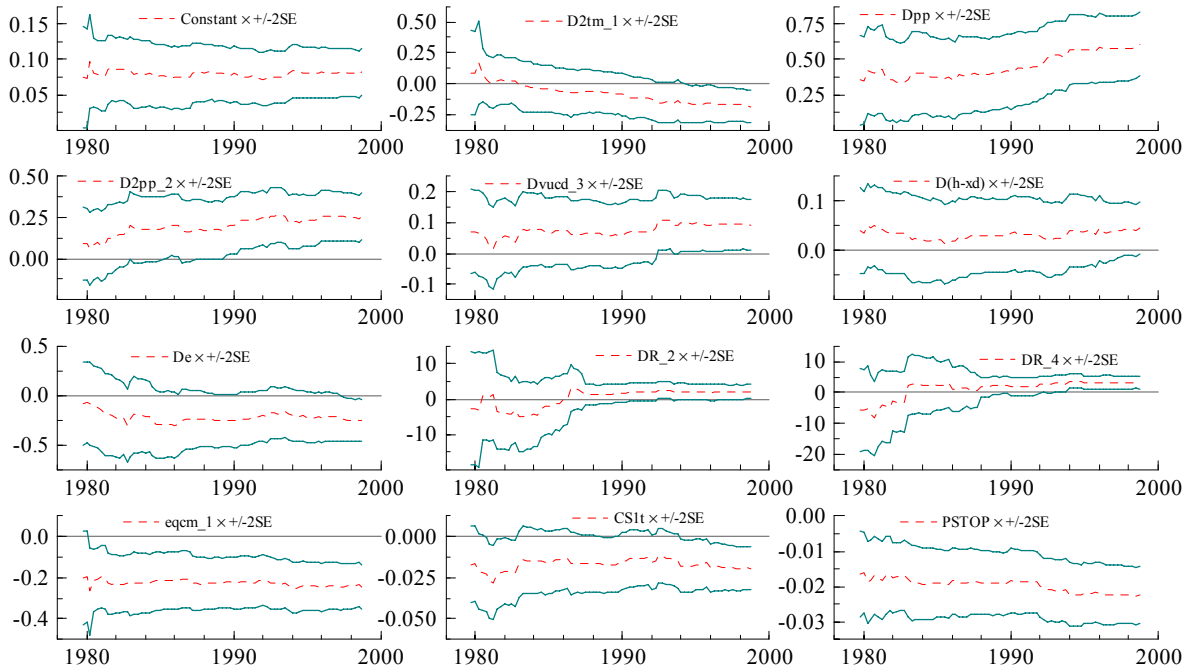 Constant × +/-2SE
0.15
0.10
0.05
1980 1990 2000
D2tm_1 × +/-2SE
0.50
0.25
0.00
-0.25
1980 1990 2000
Dpp × +/-2SE
0.75
0.50
0.25
1980 1990 2000
D2pp_2 × +/-2SE
0.50
0.25
0.00
1980 1990 2000
Dvucd_3 × +/-2SE
0.2
0.1
0.0
-0.1
1980 1990 2000
D(h-xd) × +/-2SE
0.1
0.0
1980 1990 2000
De × +/-2SE
0.5
0.0
-0.5
1980 1990 2000
DR_2 × +/-2SE
10
0
-10
1980 1990 2000
DR_4 × +/-2SE
10
0
-10
-20
1980 1990 2000
eqcm_1 × +/-2SE
0.0
-0.2
-0.4
1980 1990 2000
CS1t × +/-2SE
0.000
-0.025
-0.050
1980 1990 2000
PSTOP × +/-2SE
0.00
-0.01
-0.02
-0.03
1980 1990 2000